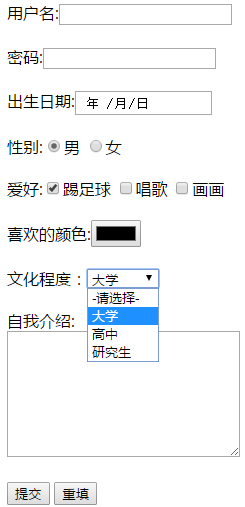 用户名:
密码:
出生日期: 年 /月/日
性别: 男 女
爱好: 踢足球 唱歌 画画
喜欢的颜色:
文化程度： 大学
-请选择-
大学
高中
研究生
自我介绍:
提交 重填